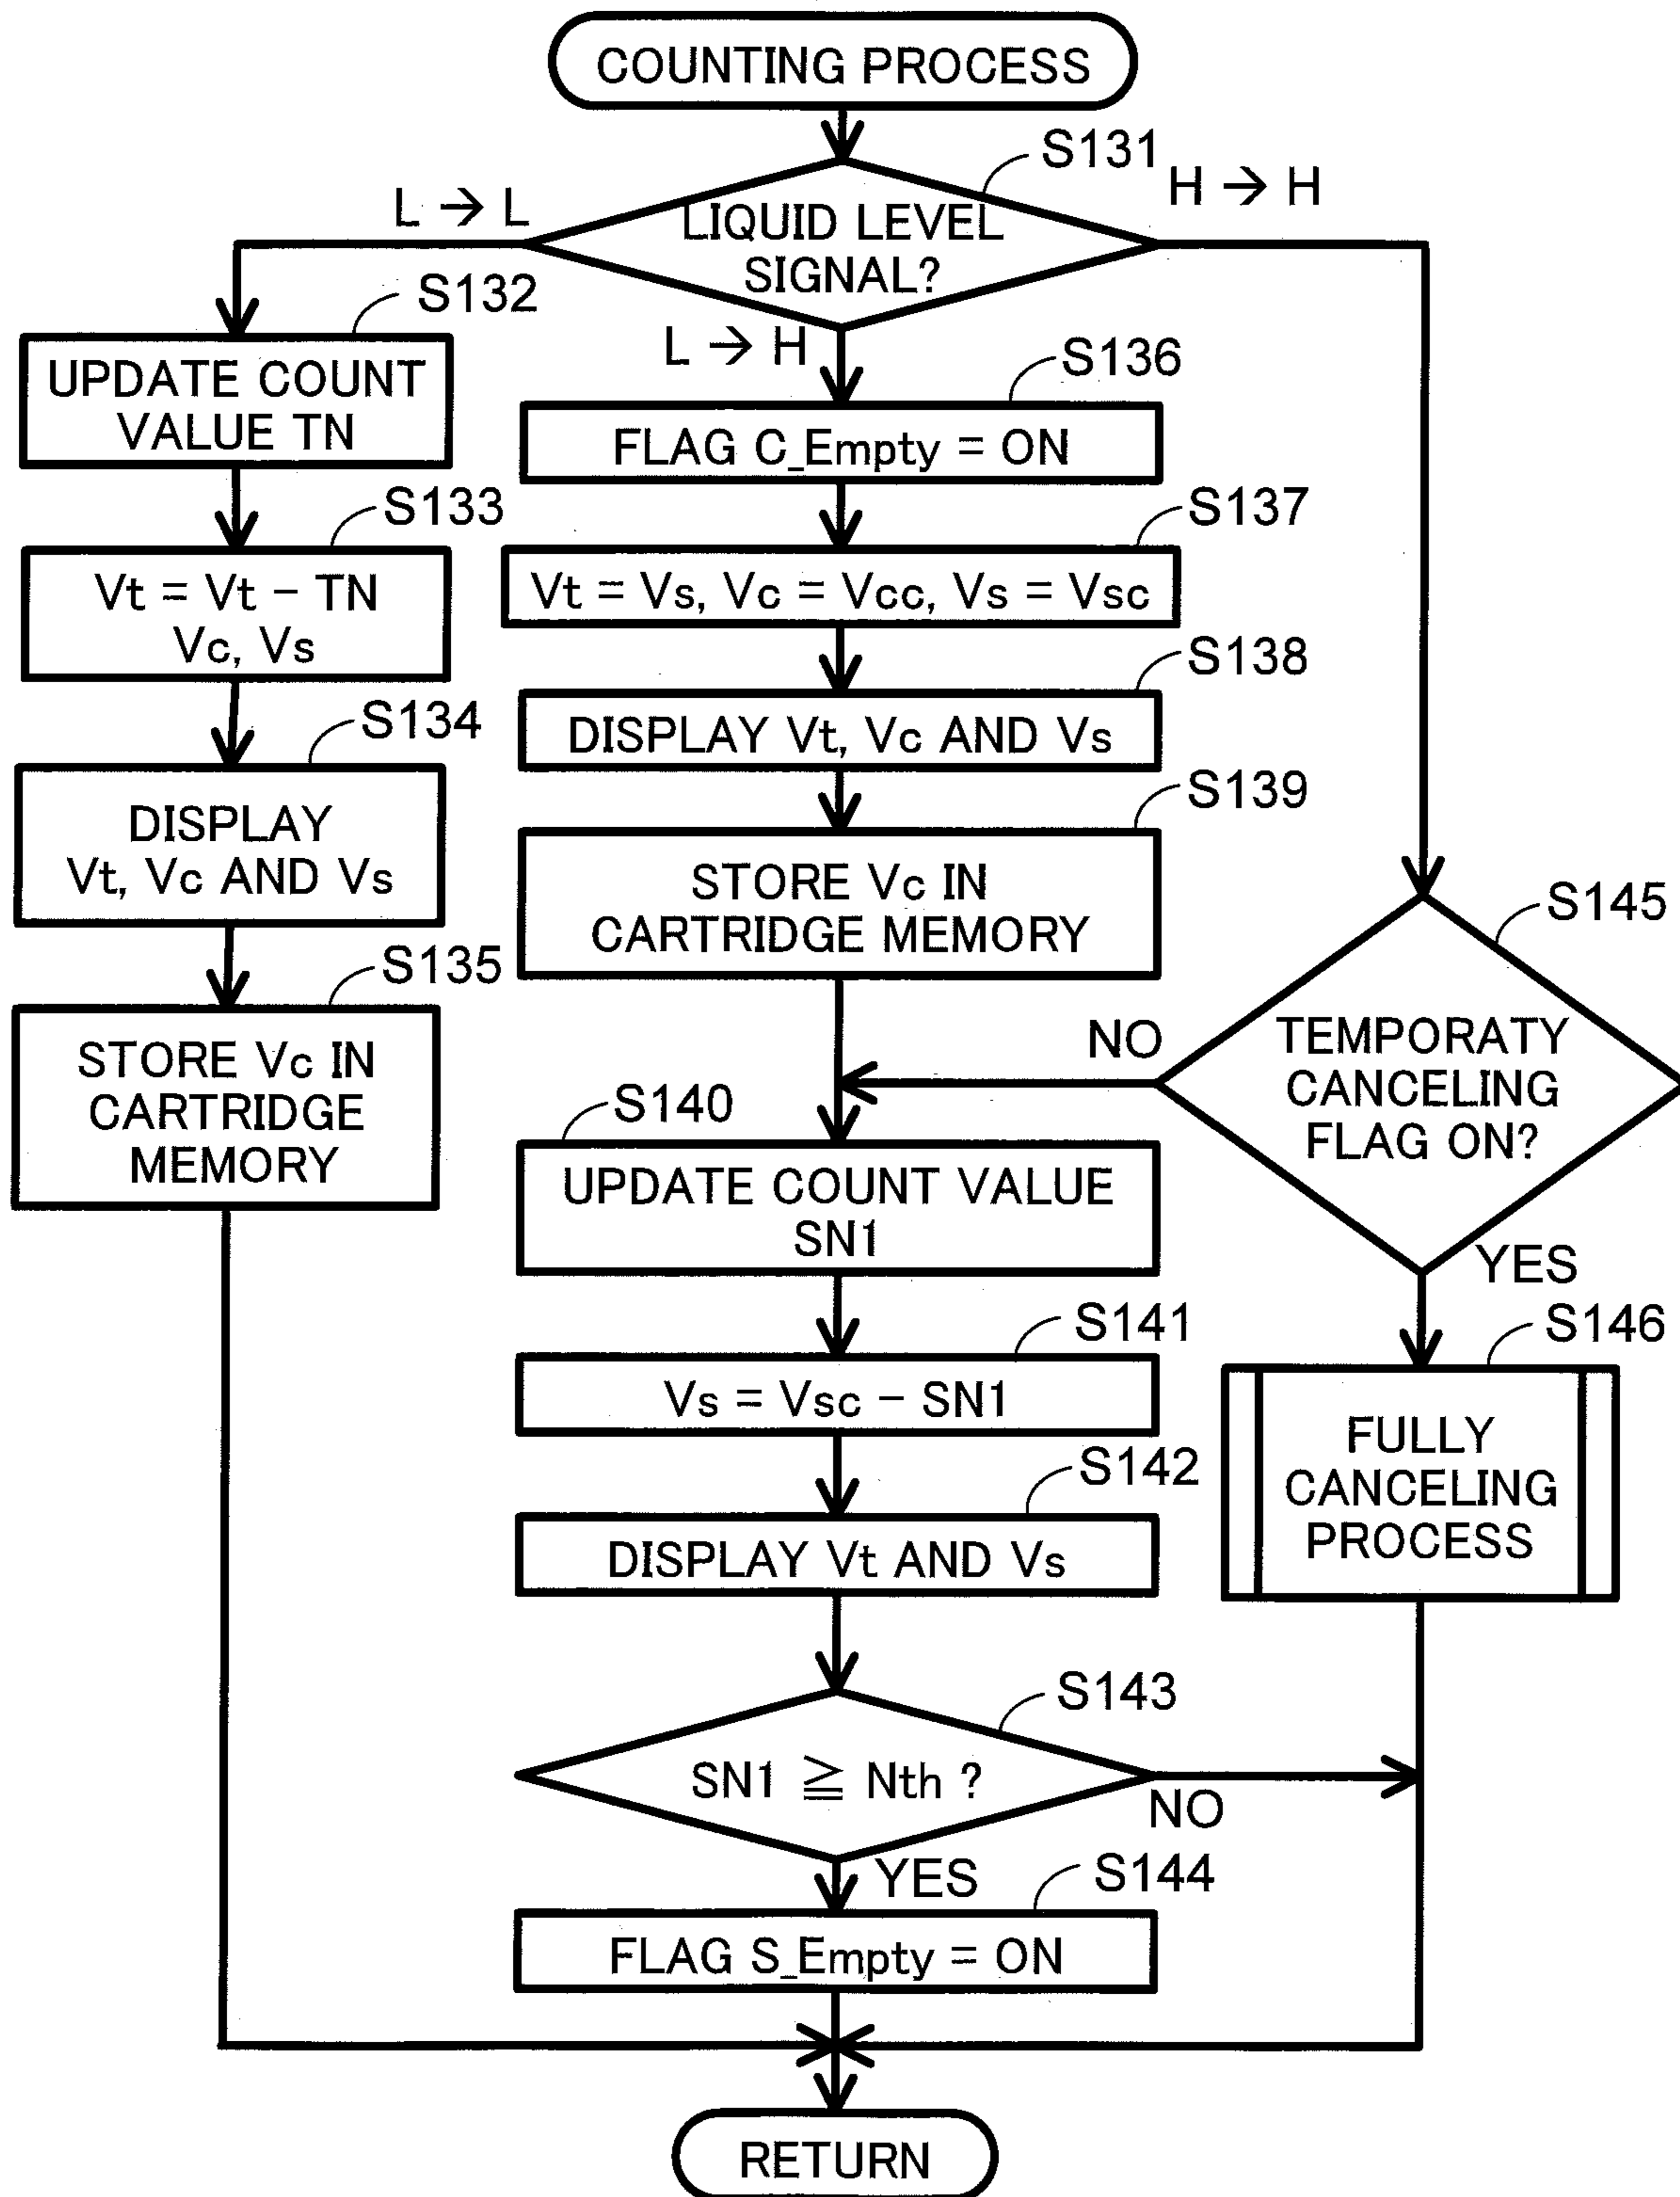 COUNTING PROCESS
S131
L → L
H → H
LIQUID LEVEL
SIGNAL?
L → H
S132
UPDATE COUNT
VALUE TN
S133
Vt = Vt − TN
Vc, Vs
S134
DISPLAY
Vt, Vc AND Vs
S135
STORE Vc IN
CARTRIDGE
MEMORY
S136
FLAG C_Empty = ON
S137
Vt = Vs, Vc = Vcc, Vs = Vsc
S138
DISPLAY Vt, Vc AND Vs
S139
STORE Vc IN
CARTRIDGE MEMORY
S140
UPDATE COUNT VALUE
SN1
S141
Vs = Vsc − SN1
S142
DISPLAY Vt AND Vs
S143
SN1 ≧ Nth ?
NO
YES
S144
FLAG S_Empty = ON
S145
TEMPORATY
CANCELING
FLAG ON?
NO
YES
S146
FULLY
CANCELING
PROCESS
RETURN